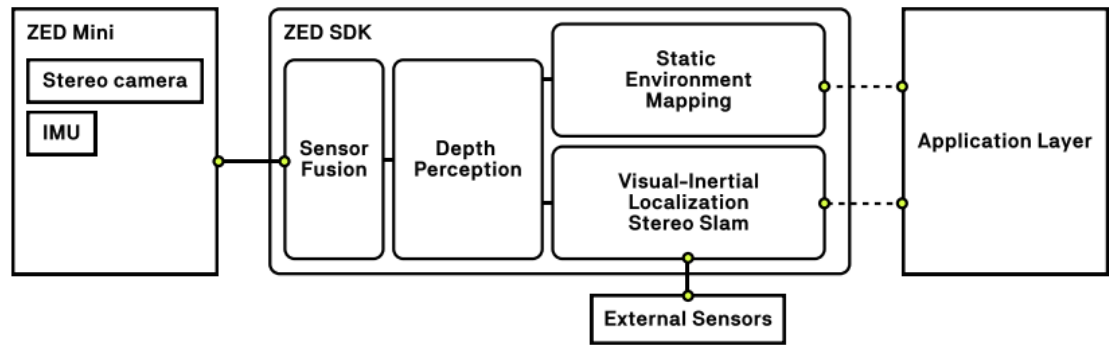 ZED Mini
Stereo camera
IMU
ZED SDK
Sensor
Fusion
Depth
Perception
Static
Environment
Mapping
Visual-Inertial
Localization
Stereo Slam
External Sensors
Application Layer